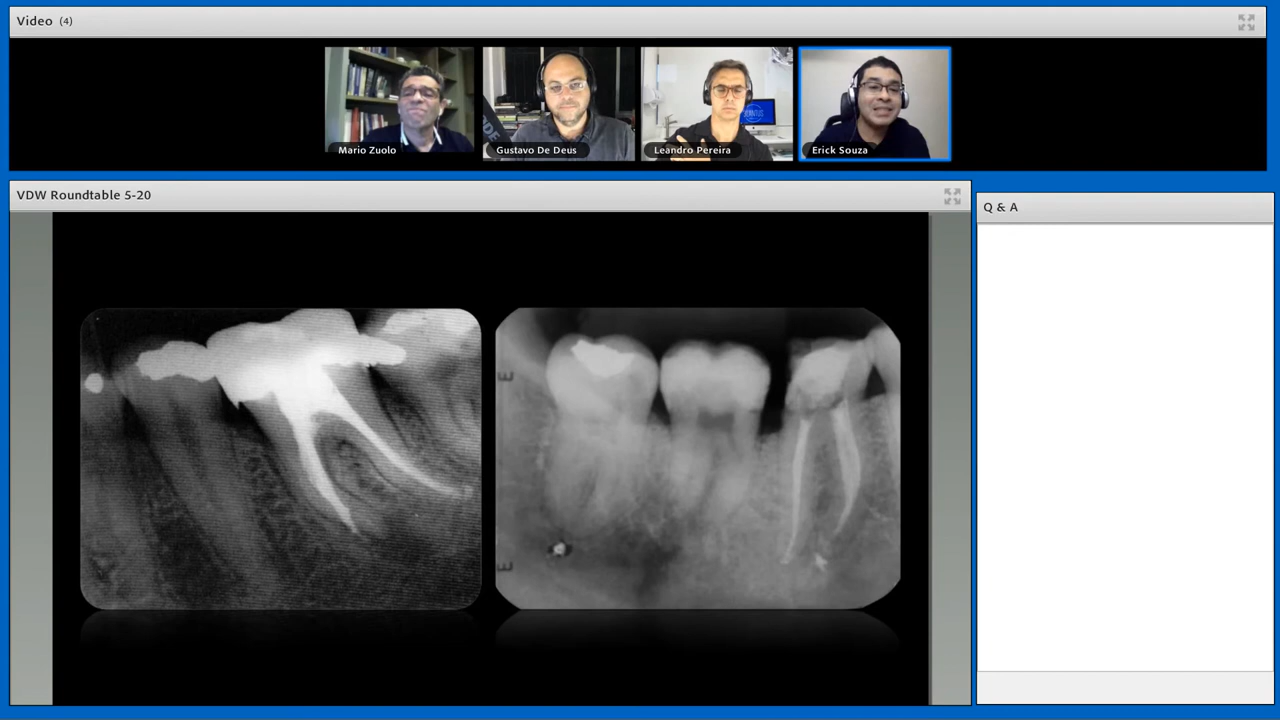 Video (4)
Mario Zuolo
Gustavo De Deus
Leandro Pereira
Erick Souza
VDW Roundtable 5-20
Q & A
E
E